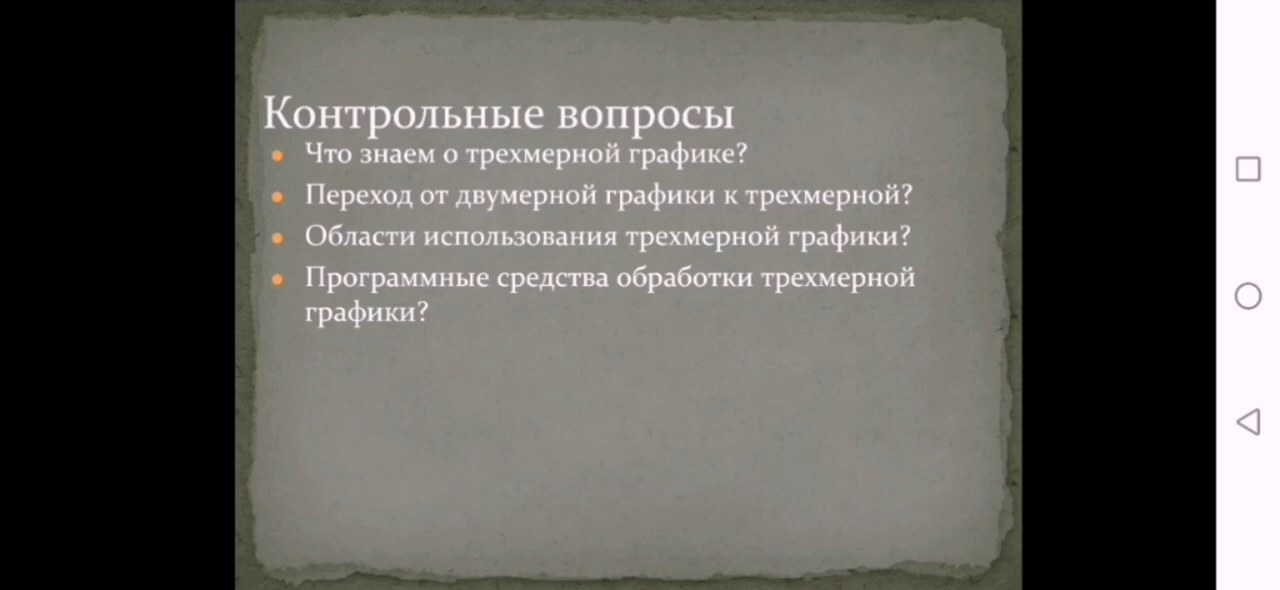 Контрольные вопросы
Что знаем о трехмерной графике?
Переход от двумерной графики к трехмерной?
Области использования трехмерной графики?
Программные средства обработки трехмерной
графики?